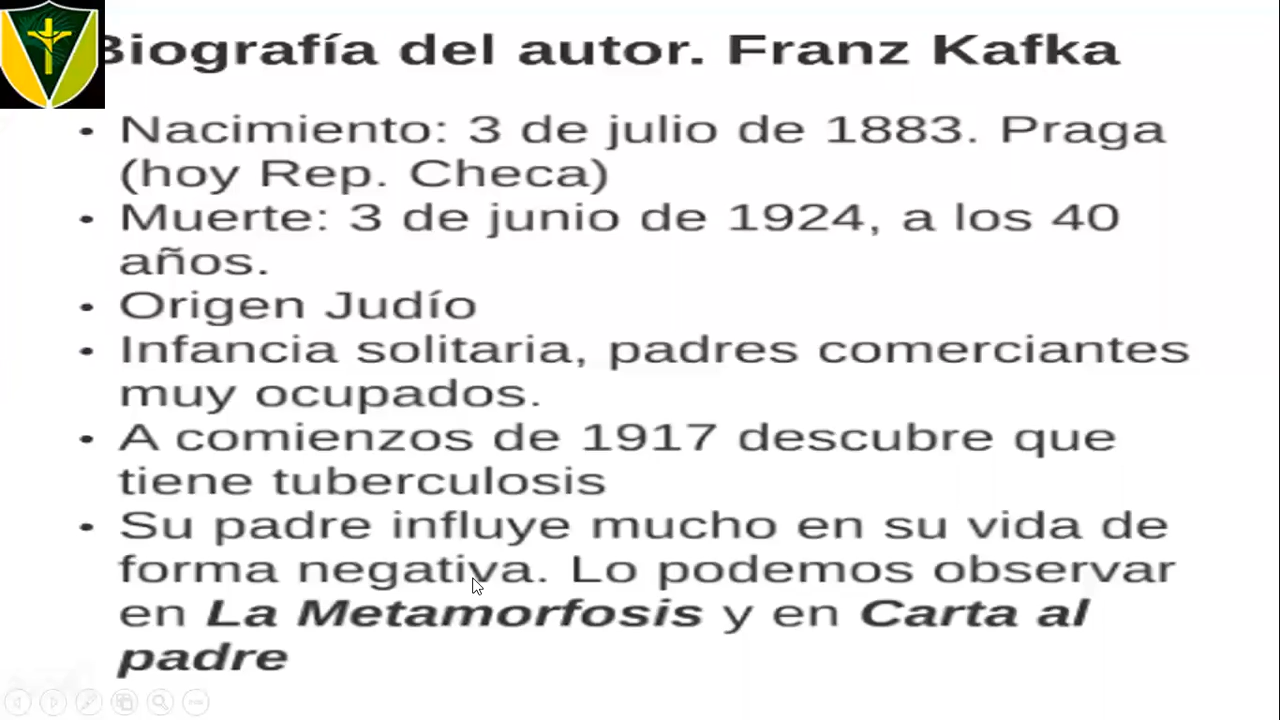 Biografía del autor. Franz Kafka
• Nacimiento: 3 de julio de 1883. Praga
(hoy Rep. Checa)
• Muerte: 3 de junio de 1924, a los 40
años.
• Origen Judío
• Infancia solitaria, padres comerciantes
muy ocupados.
• A comienzos de 1917 descubre que
tiene tuberculosis
• Su padre influye mucho en su vida de
forma negativa. Lo podemos observar
en La Metamorfosis y en Carta al
padre